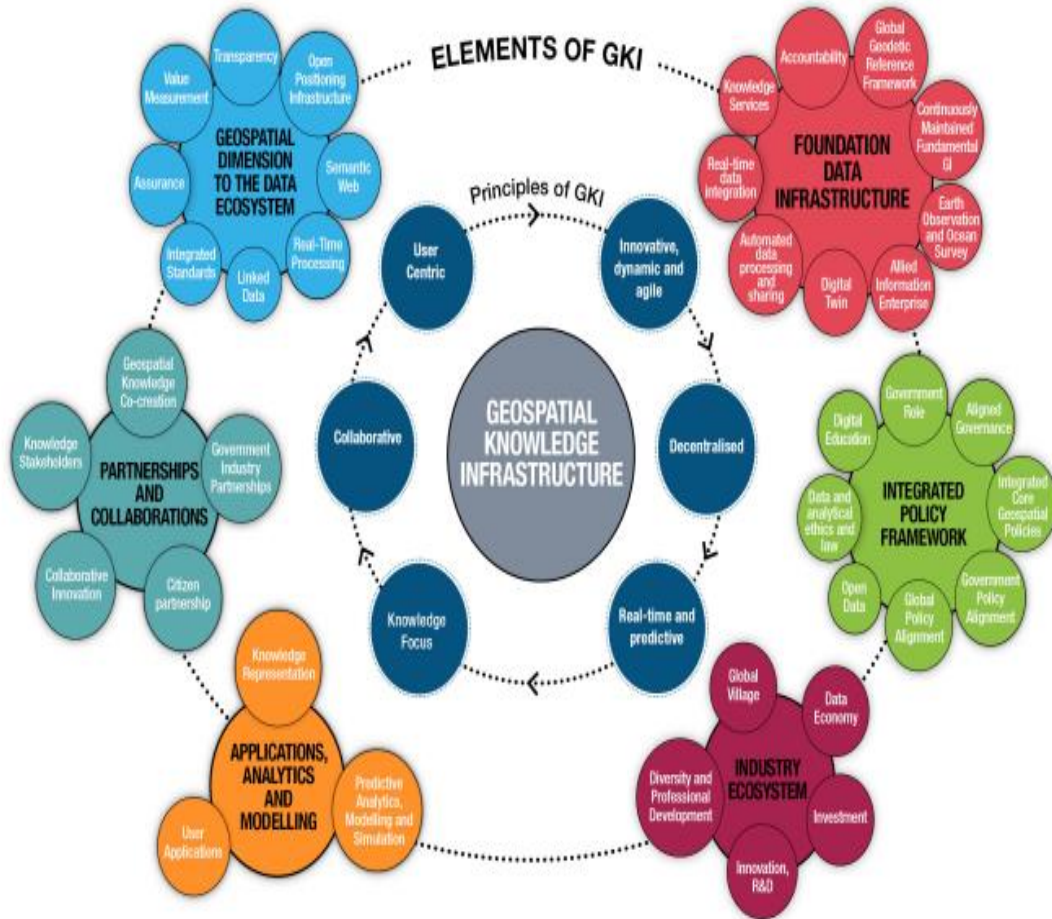 ELEMENTS OF GKI
Principles of GKI
GEOSPATIAL
KNOWLEDGE
INFRASTRUCTURE
User
Centric
Innovative,
dynamic and
agile
Decentralised
Real-time and
predictive
Knowledge
Focus
Collaborative
GEOSPATIAL
DIMENSION
TO THE DATA
ECOSYSTEM
Transparency
Open
Positioning
Infrastructure
Semantic
Web
Real-Time
Processing
Linked
Data
Integrated
Standards
Assurance
Value
Measurement
FOUNDATION
DATA
INFRASTRUCTURE
Accountability
Global
Geodetic
Reference
Framework
Continuously
Maintained
Fundamental
GI
Earth
Observation
and Ocean
Survey
Allied
Information
Enterprise
Digital
Twin
Automated
data
processing
and
sharing
Real-time
data
integration
Knowledge
Services
INTEGRATED
POLICY
FRAMEWORK
Government
Role
Aligned
Governance
Integrated
Core
Geospatial
Policies
Government
Policy
Alignment
Global
Policy
Alignment
Open
Data
Data and
analytical
ethics and
law
Digital
Education
INDUSTRY
ECOSYSTEM
Global
Village
Data
Economy
Investment
Innovation,
R&D
Diversity and
Professional
Development
APPLICATIONS,
ANALYTICS
AND
MODELLING
Knowledge
Representation
Predictive
Analytics,
Modelling and
Simulation
User
Applications
PARTNERSHIPS
AND
COLLABORATIONS
Geospatial
Knowledge
Co-creation
Government
Industry
Partnerships
Citizen
partnership
Collaborative
Innovation
Knowledge
Stakeholders